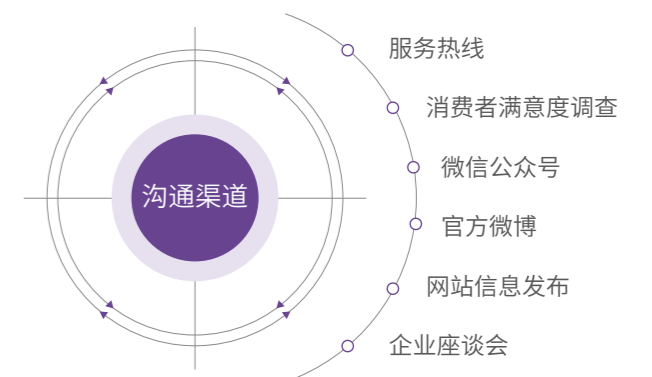 沟通渠道
服务热线
消费者满意度调查
微信公众号
官方微博
网站信息发布
企业座谈会